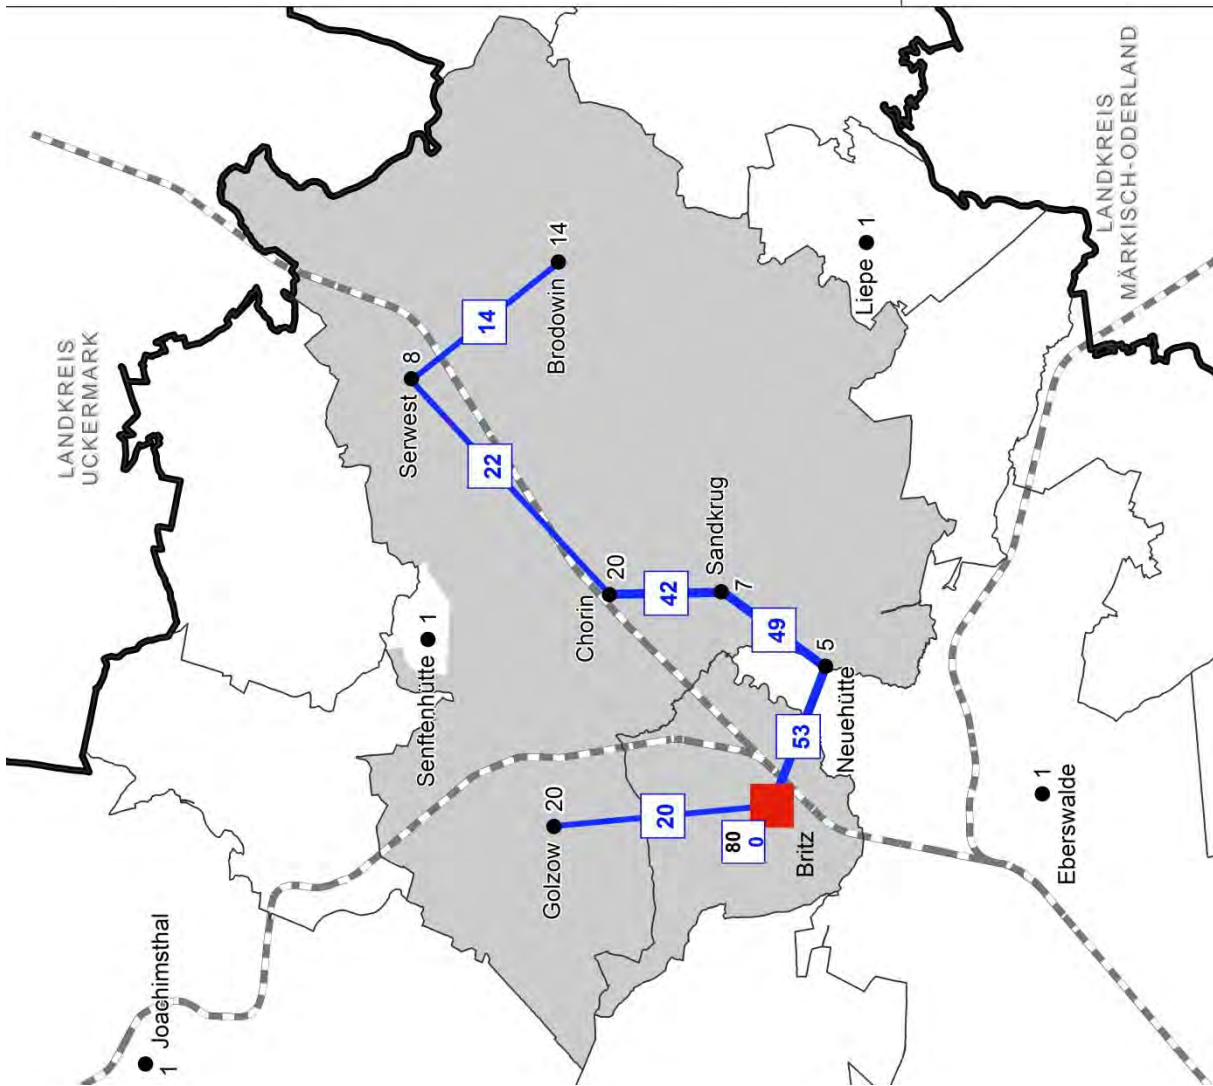 LANDKREIS
UCKERMARK
LANDKREIS
MÄRKISCH-ODERLAND
14
Brodowin
14
Serwest
8
22
Liepe
1
Senftenhütte
1
Chorin
20
42
Sandkrug
7
49
Neuehütte
5
53
Golzow
20
20
80
0
Britz
Joachimsthal
1
Eberswalde
1